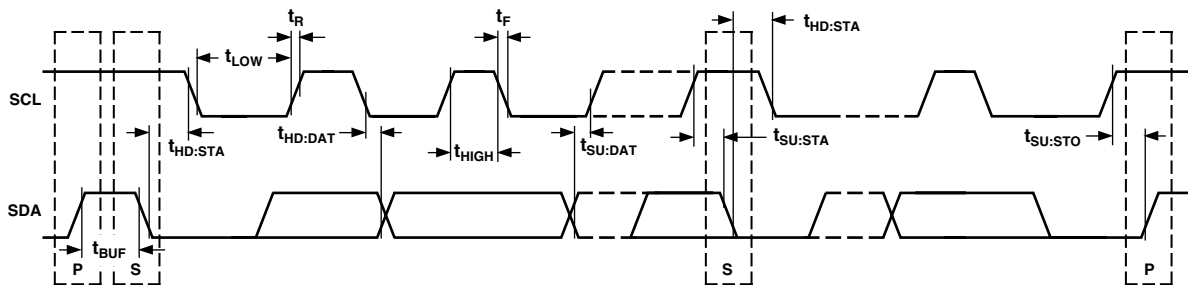 tR
tF
tHD:STA
tLOW
SCL
tHD:STA
tHD:DAT
tHIGH
tSU:DAT
tSU:STA
tSU:STO
SDA
tBUF
P
S
S
P